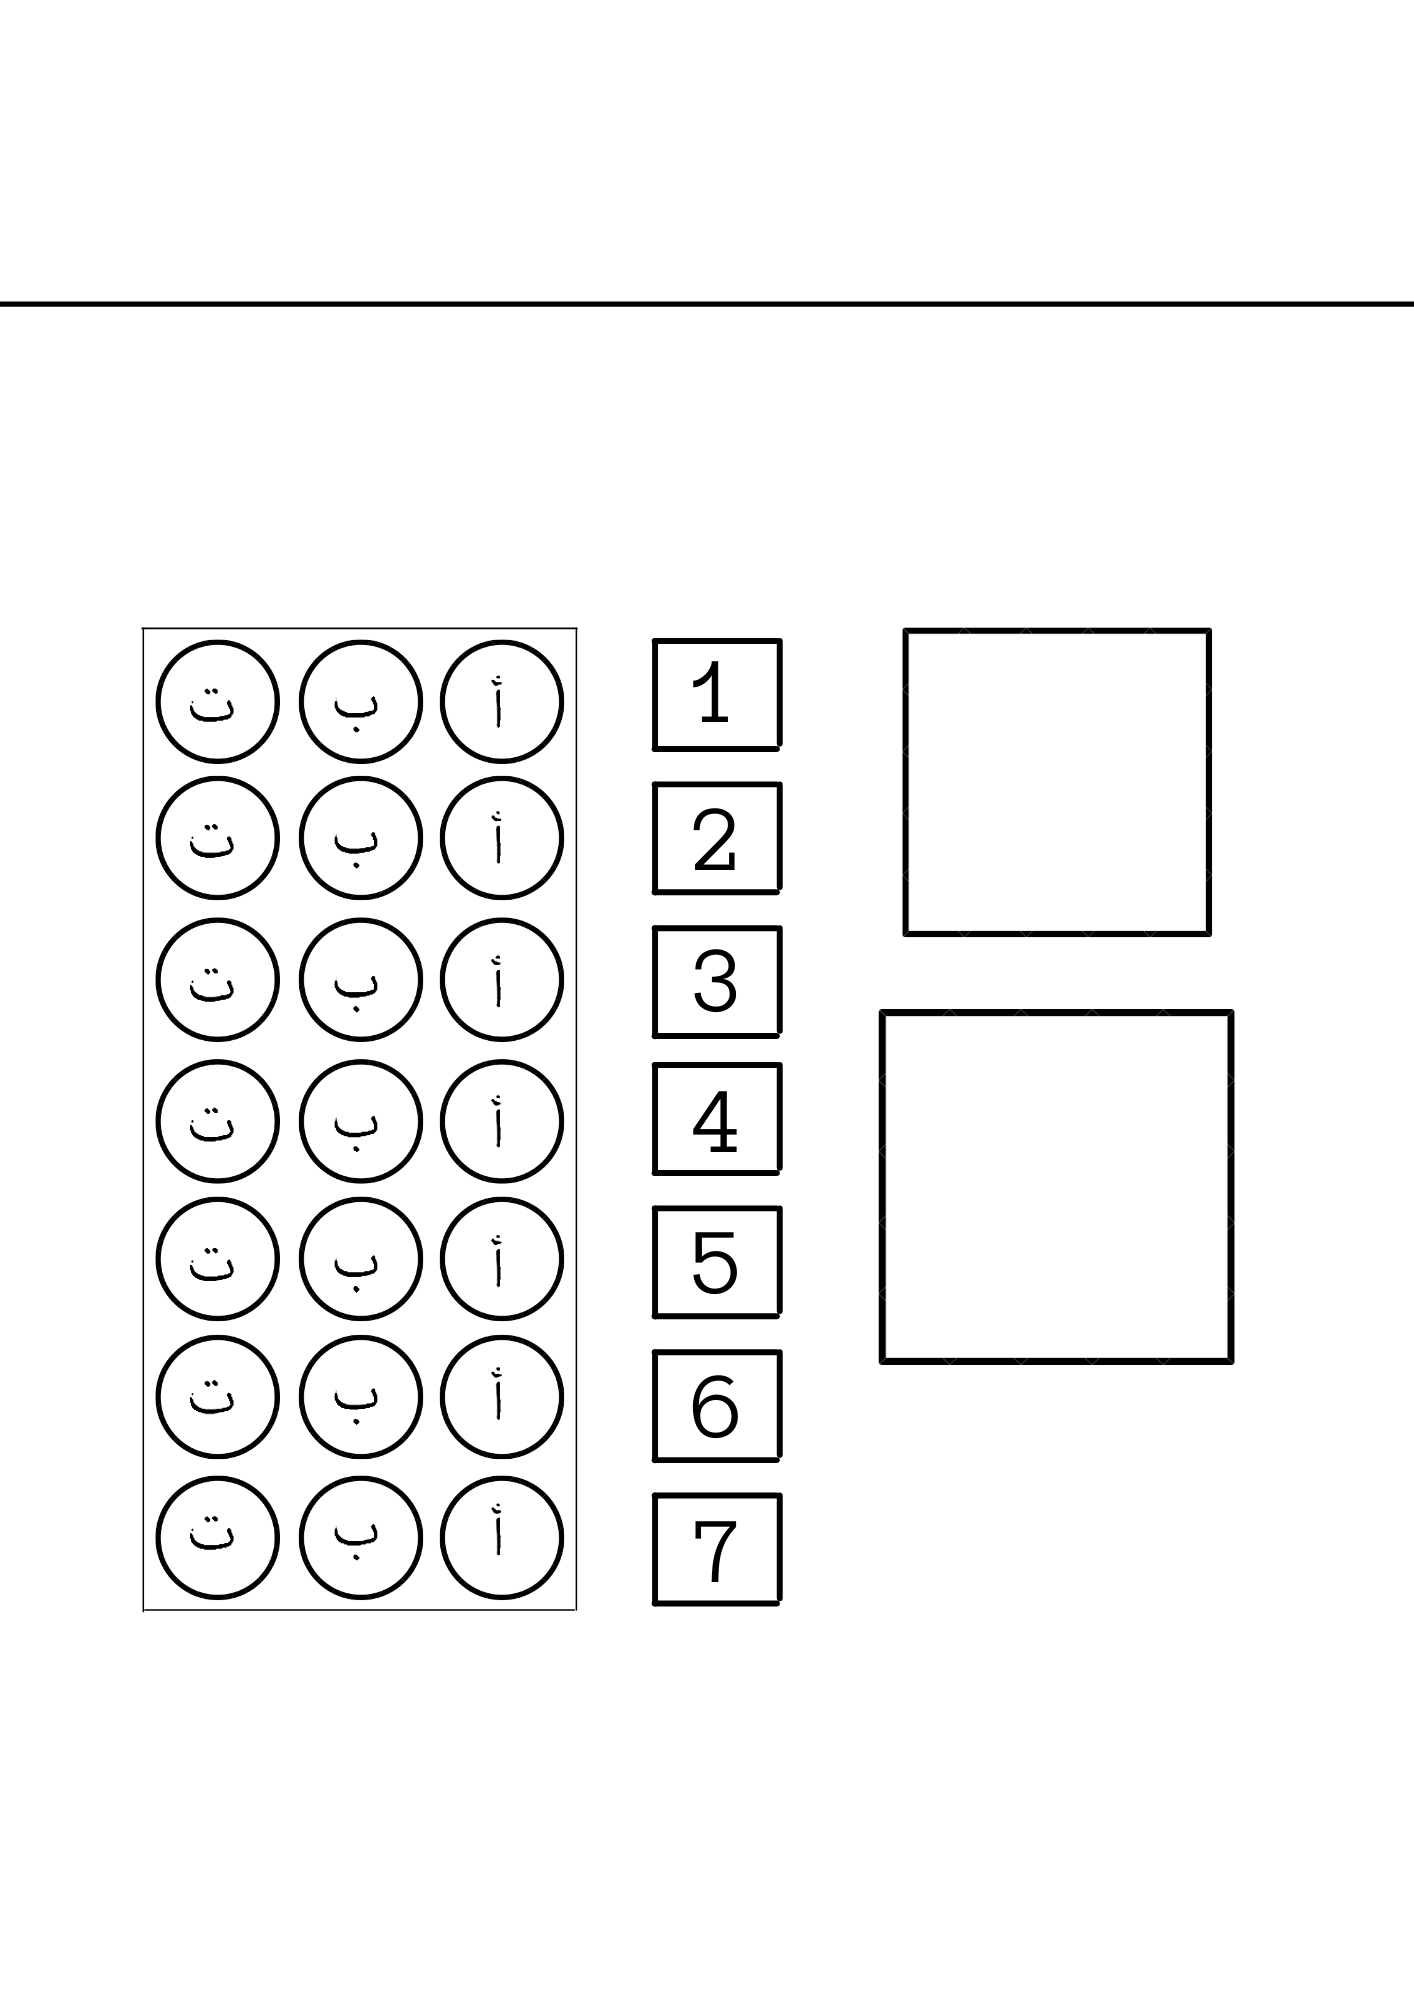 1 أ ب ت
2 أ ب ت
3 أ ب ت
4 أ ب ت
5 أ ب ت
6 أ ب ت
7 أ ب ت